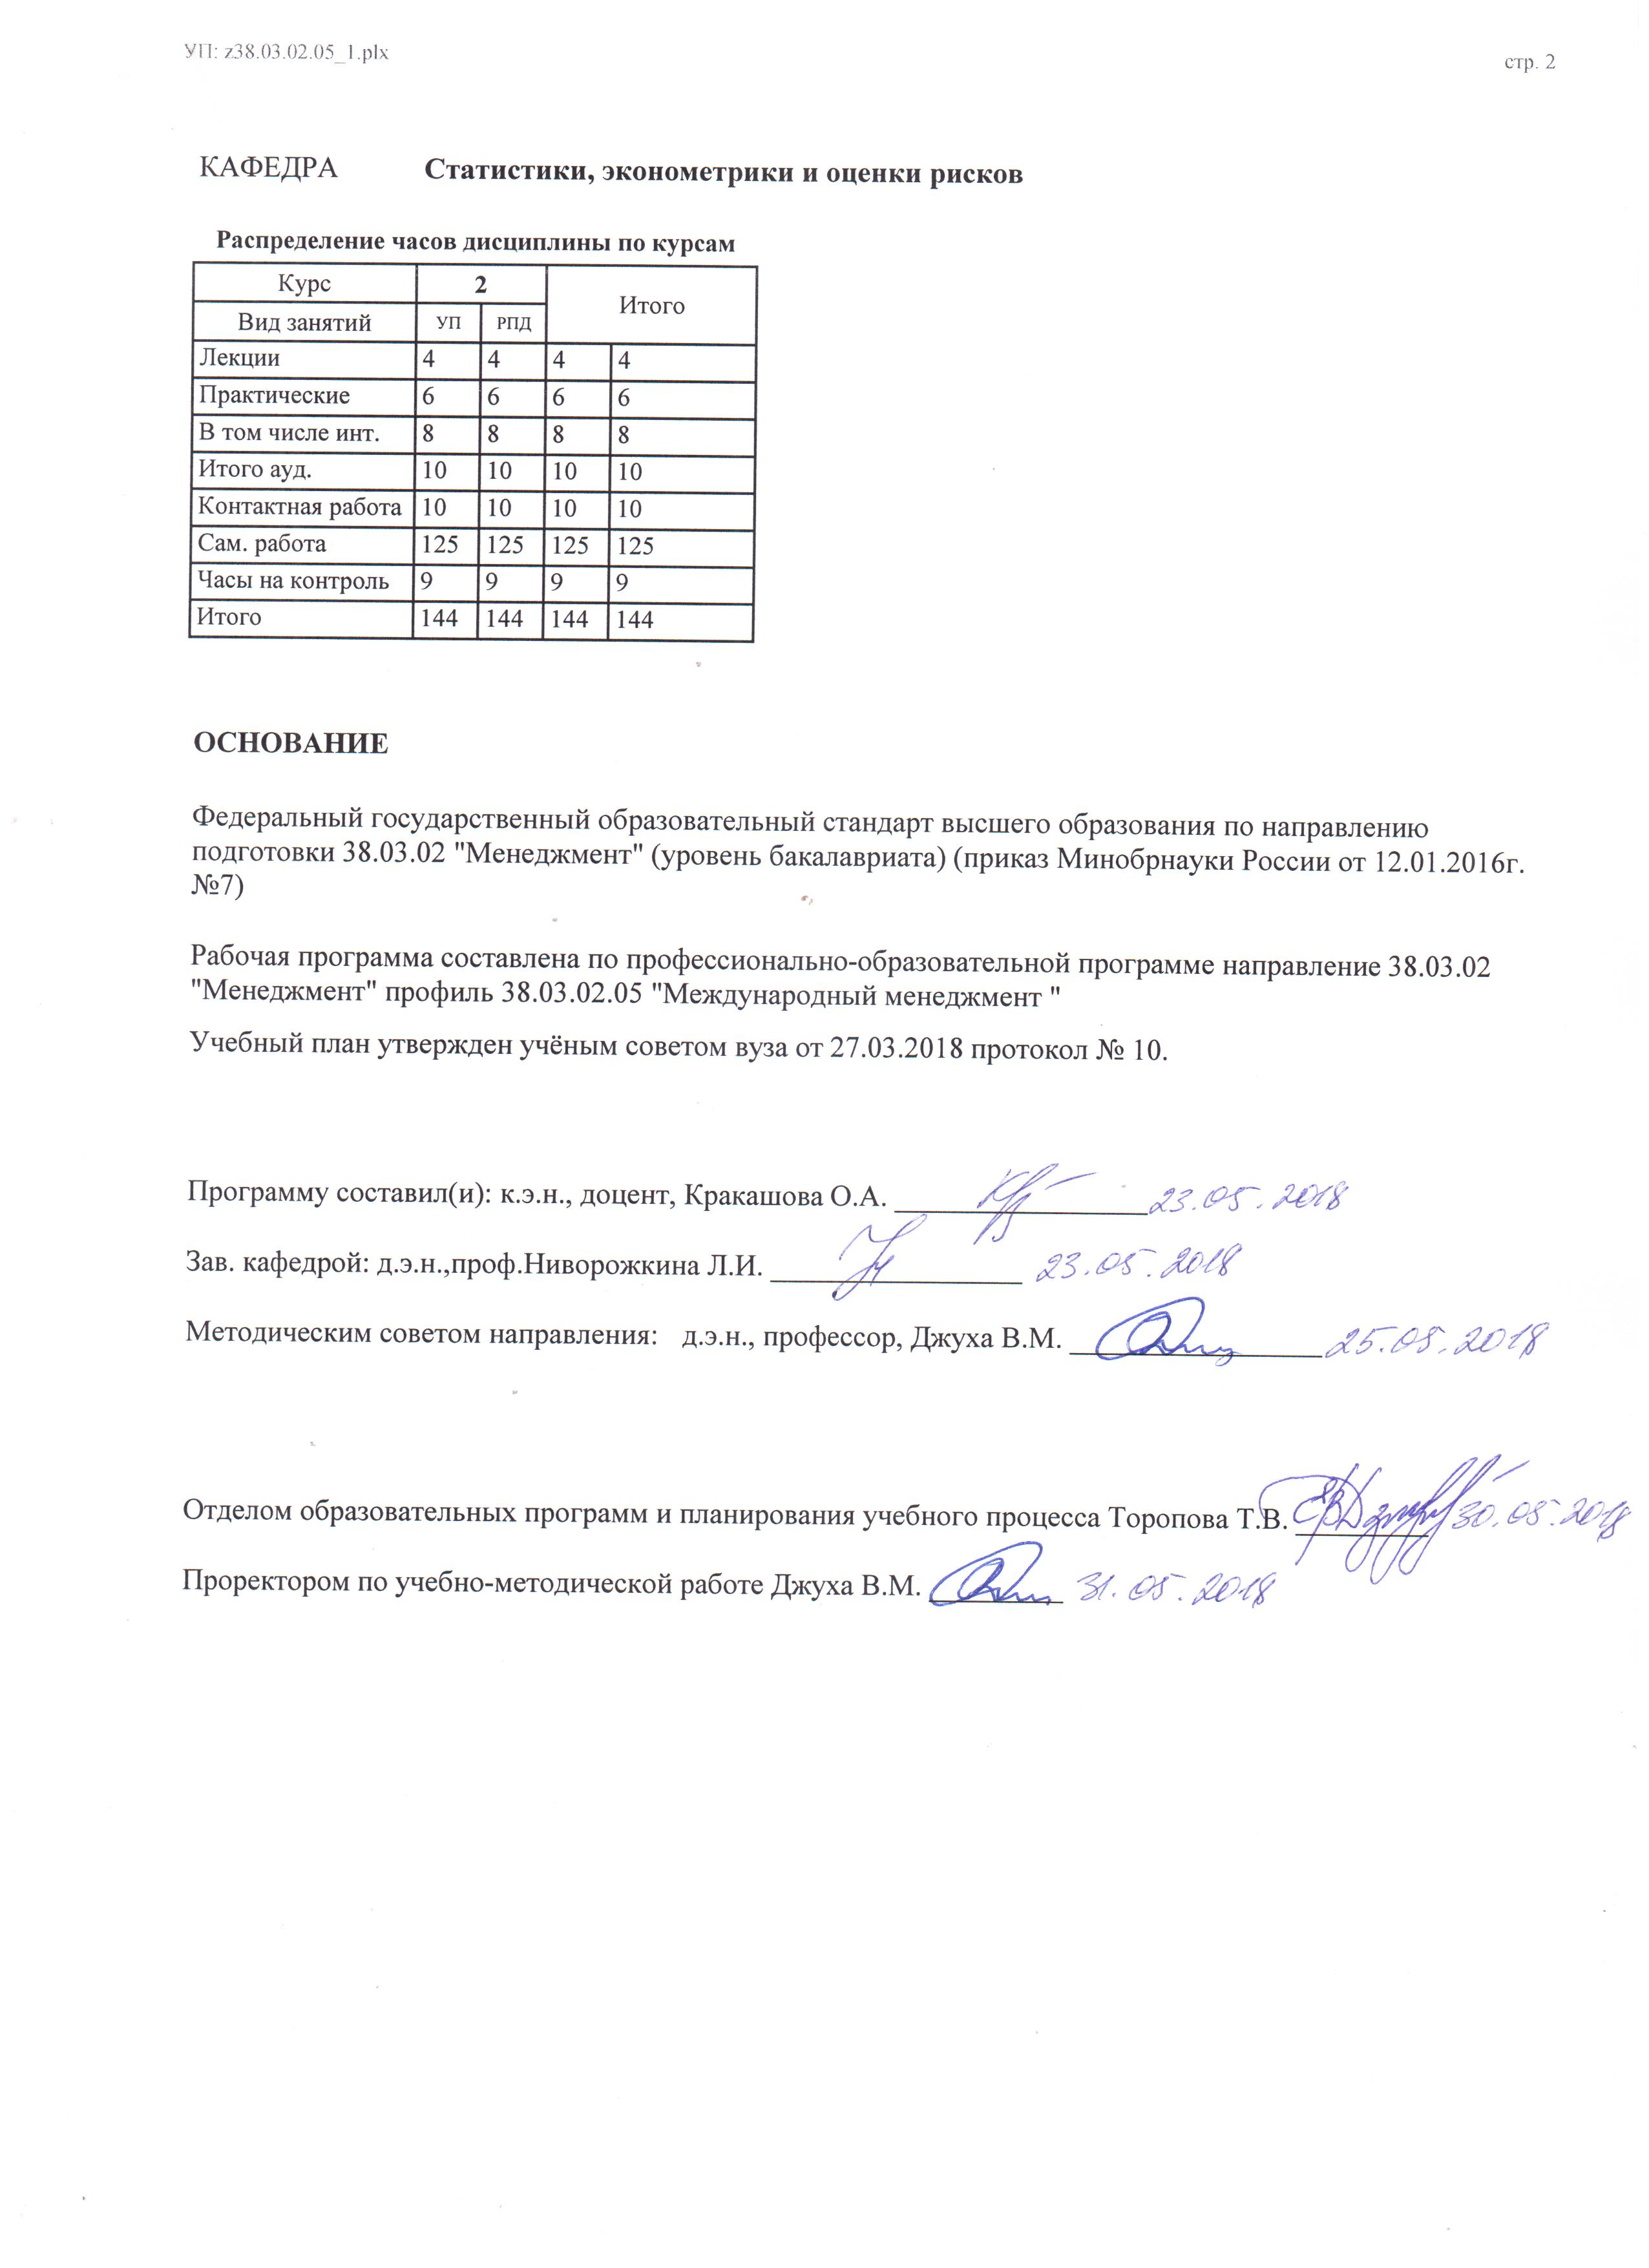 УП: z38.03.02.05_1.plx
стр. 2
КАФЕДРА Статистики, эконометрики и оценки рисков
Распределение часов дисциплины по курсам
Курс 2 Итого
Вид занятий УП РПД
Лекции 4 4 4 4
Практические 6 6 6 6
В том числе инт. 8 8 8 8
Итого ауд. 10 10 10 10
Контактная работа 10 10 10 10
Сам. работа 125 125 125 125
Часы на контроль 9 9 9 9
Итого 144 144 144 144
ОСНОВАНИЕ
Федеральный государственный образовательный стандарт высшего образования по направлению
подготовки 38.03.02 "Менеджмент" (уровень бакалавриата) (приказ Минобрнауки России от 12.01.2016г.
№7)
Рабочая программа составлена по профессионально-образовательной программе направление 38.03.02
"Менеджмент" профиль 38.03.02.05 "Международный менеджмент "
Учебный план утвержден учёным советом вуза от 27.03.2018 протокол № 10.
Программу составил(и): к.э.н., доцент, Кракашова О.А. 23.05.2018
Зав. кафедрой: д.э.н.,проф.Ниворожкина Л.И. 23.05.2018
Методическим советом направления: д.э.н., профессор, Джуха В.М. 25.05.2018
Отделом образовательных программ и планирования учебного процесса Торопова Т.В. 30.05.2018
Проректором по учебно-методической работе Джуха В.М. 31.05.2018